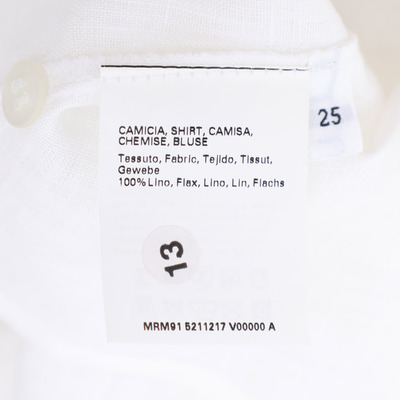 CAMICIA, SHIRT, CAMISA,
CHEMISE, BLUSE
Tessuto, Fabric, Tejido, Tissut,
Gewebe
100% Lino, Flax, Lino, Lin, Flachs
13
MRM91 5211217 V00000 A
25